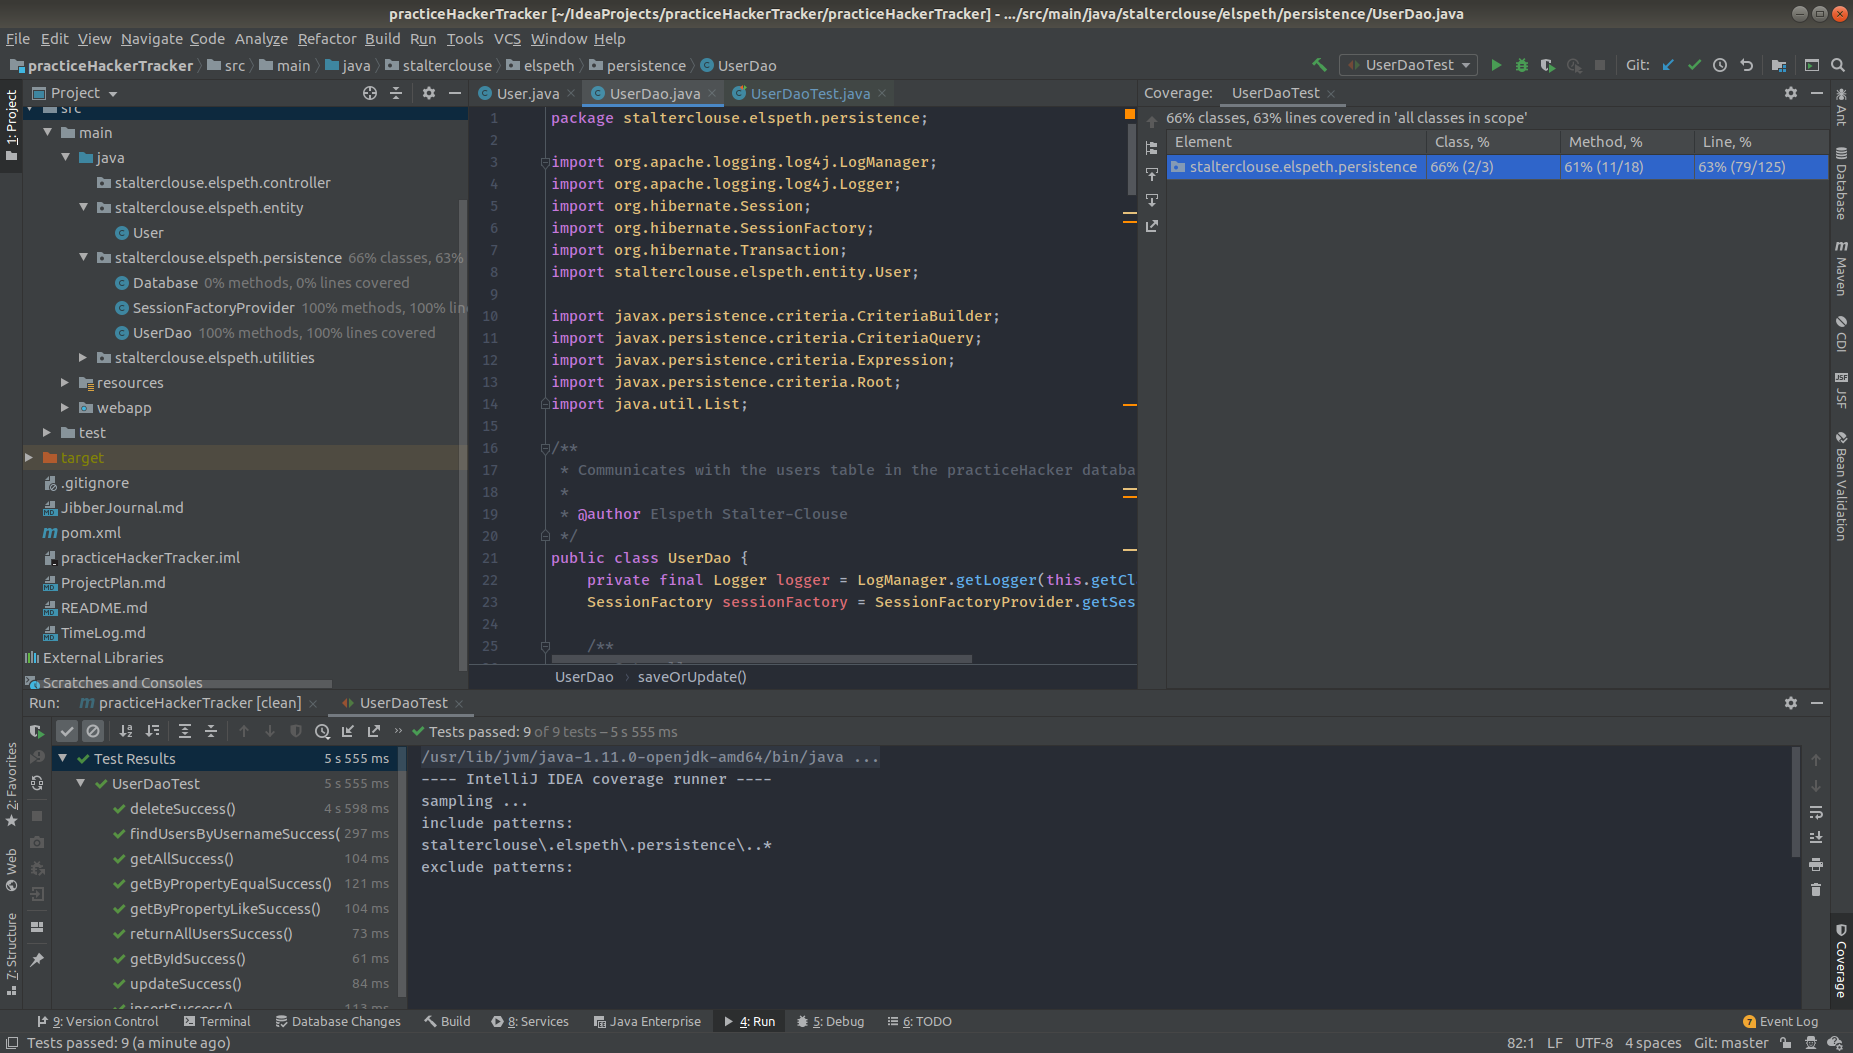 practiceHackerTracker [~/IdeaProjects/practiceHackerTracker/practiceHackerTracker] - .../src/main/java/stalterclouse/elspeth/persistence/UserDao.java
File Edit View Navigate Code Analyze Refactor Build Run Tools VCS Window Help
practiceHackerTracker src main java stalterclouse elspeth persistence UserDao
UserDaoTest Git:
1: Project
Project
src
main
java
stalterclouse.elspeth.controller
stalterclouse.elspeth.entity
User
stalterclouse.elspeth.persistence 66% classes, 63%
Database 0% methods, 0% lines covered
SessionFactoryProvider 100% methods, 100% lin
UserDao 100% methods, 100% lines covered
stalterclouse.elspeth.utilities
resources
webapp
test
target
.gitignore
JibberJournal.md
pom.xml
practiceHackerTracker.iml
ProjectPlan.md
README.md
TimeLog.md
External Libraries
Scratches and Consoles
User.java UserDao.java UserDaoTest.java
1 package stalterclouse.elspeth.persistence;
2
3 import org.apache.logging.log4j.LogManager;
4 import org.apache.logging.log4j.Logger;
5 import org.hibernate.Session;
6 import org.hibernate.SessionFactory;
7 import org.hibernate.Transaction;
8 import stalterclouse.elspeth.entity.User;
9
10 import javax.persistence.criteria.CriteriaBuilder;
11 import javax.persistence.criteria.CriteriaQuery;
12 import javax.persistence.criteria.Expression;
13 import javax.persistence.criteria.Root;
14 import java.util.List;
15
16 /**
17 * Communicates with the users table in the practiceHacker databa
18 *
19 * @author Elspeth Stalter-Clouse
20 */
21 public class UserDao {
22 private final Logger logger = LogManager.getLogger(this.getCl
23 SessionFactory sessionFactory = SessionFactoryProvider.getSes
24
25 /**
UserDao saveOrUpdate()
Coverage: UserDaoTest
66% classes, 63% lines covered in 'all classes in scope'
Element Class, % Method, % Line, %
stalterclouse.elspeth.persistence 66% (2/3) 61% (11/18) 63% (79/125)
Ant
Database
Maven
CDI
JSF
Bean Validation
Coverage
Run: practiceHackerTracker [clean] UserDaoTest
Tests passed: 9 of 9 tests – 5 s 555 ms
2: Favorites
Web
7: Structure
Test Results 5 s 555 ms
UserDaoTest 5 s 555 ms
deleteSuccess() 4 s 598 ms
findUsersByUsernameSuccess( 297 ms
getAllSuccess() 104 ms
getByPropertyEqualSuccess() 121 ms
getByPropertyLikeSuccess() 104 ms
returnAllUsersSuccess() 73 ms
getByIdSuccess() 61 ms
updateSuccess() 84 ms
insertSuccess() 113 ms
/usr/lib/jvm/java-1.11.0-openjdk-amd64/bin/java ...
---- IntelliJ IDEA coverage runner ----
sampling ...
include patterns:
stalterclouse\.elspeth\.persistence\..*
exclude patterns:
9: Version Control Terminal Database Changes Build 8: Services Java Enterprise 4: Run 5: Debug 6: TODO 7 Event Log
Tests passed: 9 (a minute ago) 82:1 LF UTF-8 4 spaces Git: master